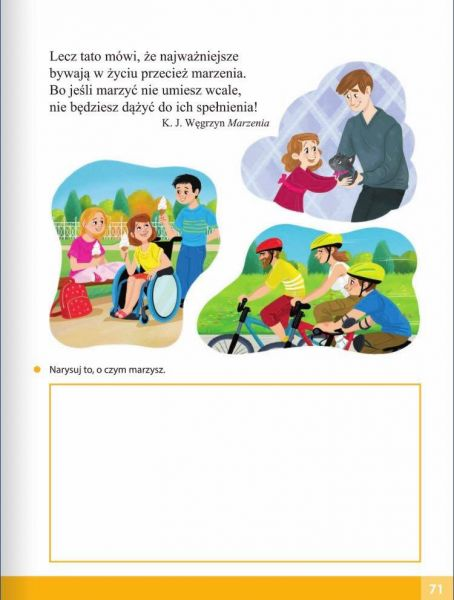 Lecz tato mówi, że najważniejsze
bywają w życiu przecież marzenia.
Bo jeśli marzyć nie umiesz wcale,
nie będziesz dążyć do ich spełnienia!
K. J. Węgrzyn Marzenia
Narysuj to, o czym marzysz.
71